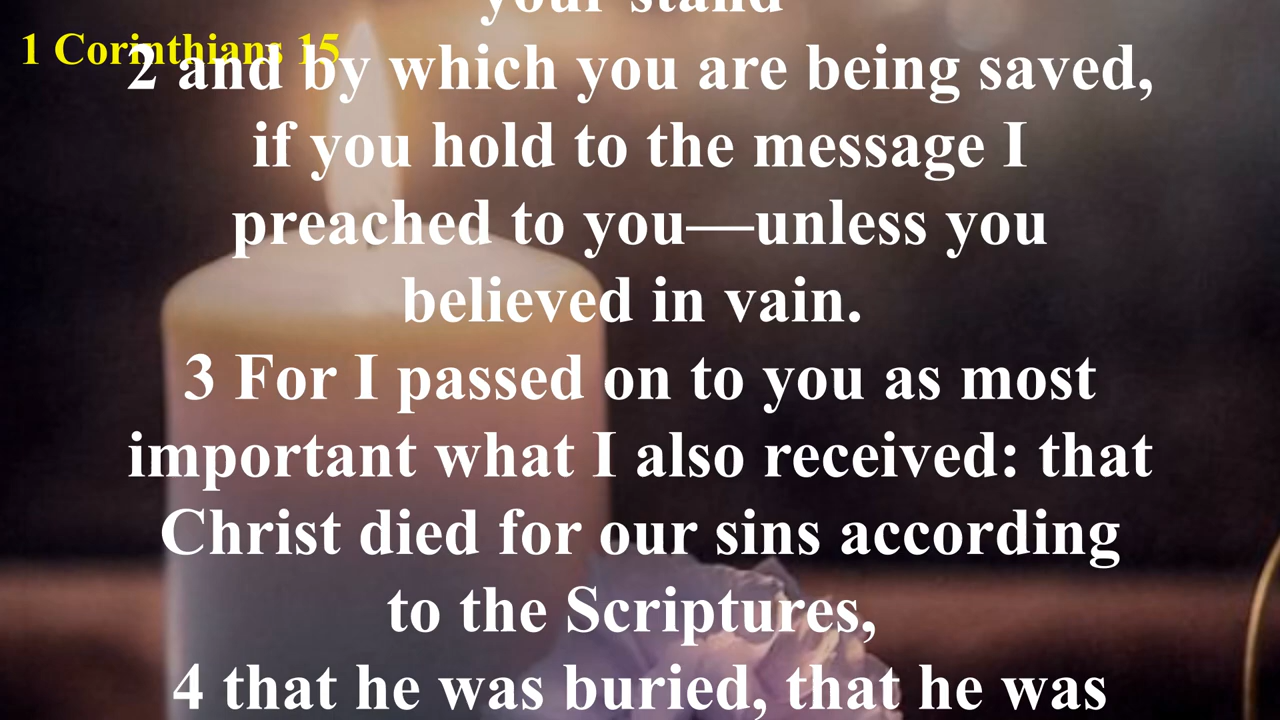 your stand
1 Corinthians 15
2 and by which you are being saved,
if you hold to the message I
preached to you—unless you
believed in vain.
3 For I passed on to you as most
important what I also received: that
Christ died for our sins according
to the Scriptures,
4 that he was buried, that he was